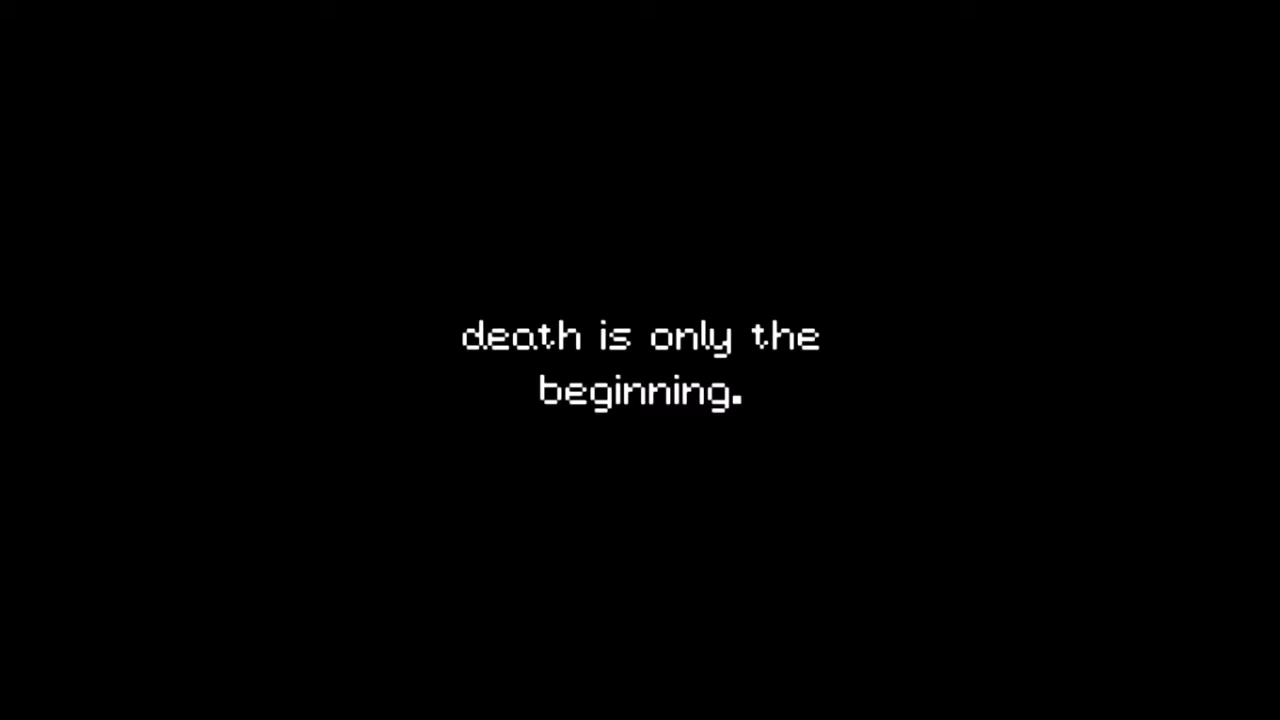 death is only the
beginning.